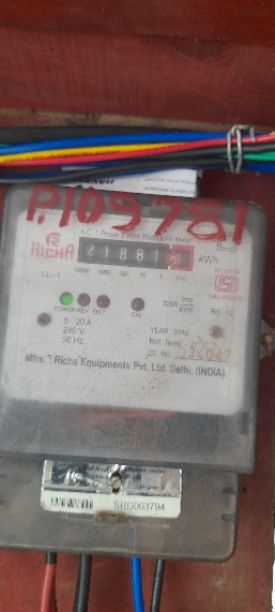 P.109781
RICHA
A.C. 1 Phase 2 Wire Static kWh Meter
21881
kWh
CL - 1
10000 1000 100 10 1 1/10
POWER REV E/L
CAL
3200 imp/kWh
5 - 20 A
240 V.
50 Hz.
YEAR 2012
Ref. Temp.
SL No.
Mfrs. : Richa Equipments Pvt. Ltd. Delhi. (INDIA)
SRD003794